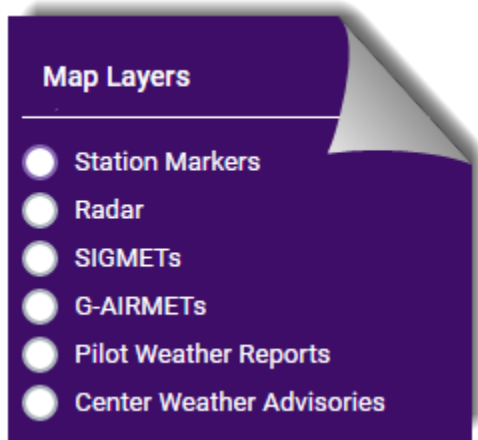 Map Layers
Station Markers
Radar
SIGMETs
G-AIRMETs
Pilot Weather Reports
Center Weather Advisories